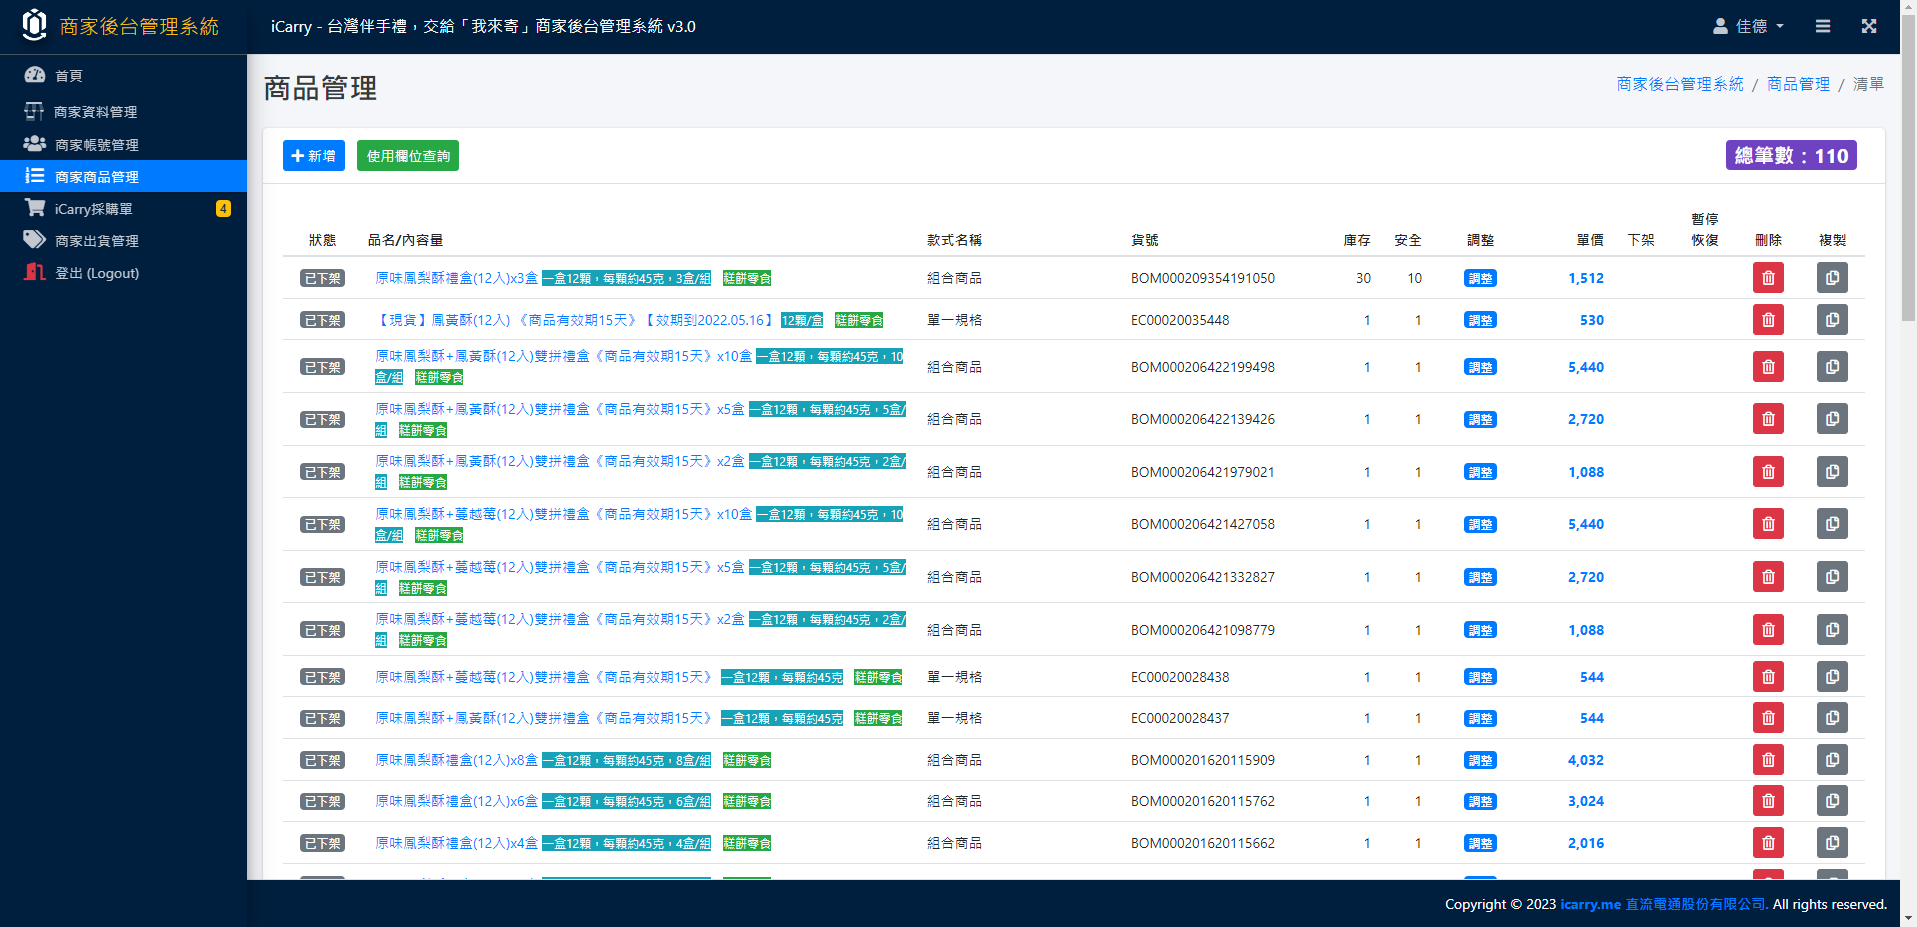 商家後台管理系統
iCarry - 台灣伴手禮，交給「我來寄」商家後台管理系統 v3.0
佳德
首頁
商家資料管理
商家帳號管理
商家商品管理
iCarry採購單 4
商家出貨管理
登出 (Logout)
商品管理
商家後台管理系統 / 商品管理 / 清單
新增 使用欄位查詢 總筆數：110
狀態 品名/內容量 款式名稱 貨號 庫存 安全 調整 單價 下架 暫停恢復 刪除 複製
已下架 原味鳳梨酥禮盒(12入)x3盒 一盒12顆，每顆約45克，3盒/組 糕餅零食 組合商品 BOM000209354191050 30 10 調整 1,512
已下架 【現貨】鳳黃酥(12入) 《商品有效期15天》【效期到2022.05.16】 12顆/盒 糕餅零食 單一規格 EC00020035448 1 1 調整 530
已下架 原味鳳梨酥+鳳黃酥(12入)雙拼禮盒《商品有效期15天》x10盒 一盒12顆，每顆約45克，10
盒/組 糕餅零食 組合商品 BOM000206422199498 1 1 調整 5,440
已下架 原味鳳梨酥+鳳黃酥(12入)雙拼禮盒《商品有效期15天》x5盒 一盒12顆，每顆約45克，5盒/
組 糕餅零食 組合商品 BOM000206422139426 1 1 調整 2,720
已下架 原味鳳梨酥+鳳黃酥(12入)雙拼禮盒《商品有效期15天》x2盒 一盒12顆，每顆約45克，2盒/
組 糕餅零食 組合商品 BOM000206421979021 1 1 調整 1,088
已下架 原味鳳梨酥+蔓越莓(12入)雙拼禮盒《商品有效期15天》x10盒 一盒12顆，每顆約45克，10
盒/組 糕餅零食 組合商品 BOM000206421427058 1 1 調整 5,440
已下架 原味鳳梨酥+蔓越莓(12入)雙拼禮盒《商品有效期15天》x5盒 一盒12顆，每顆約45克，5盒/
組 糕餅零食 組合商品 BOM000206421332827 1 1 調整 2,720
已下架 原味鳳梨酥+蔓越莓(12入)雙拼禮盒《商品有效期15天》x2盒 一盒12顆，每顆約45克，2盒/
組 糕餅零食 組合商品 BOM000206421098779 1 1 調整 1,088
已下架 原味鳳梨酥+蔓越莓(12入)雙拼禮盒《商品有效期15天》 一盒12顆，每顆約45克 糕餅零食 單一規格 EC00020028438 1 1 調整 544
已下架 原味鳳梨酥+鳳黃酥(12入)雙拼禮盒《商品有效期15天》 一盒12顆，每顆約45克 糕餅零食 單一規格 EC00020028437 1 1 調整 544
已下架 原味鳳梨酥禮盒(12入)x8盒 一盒12顆，每顆約45克，8盒/組 糕餅零食 組合商品 BOM000201620115909 1 1 調整 4,032
已下架 原味鳳梨酥禮盒(12入)x6盒 一盒12顆，每顆約45克，6盒/組 糕餅零食 組合商品 BOM000201620115762 1 1 調整 3,024
已下架 原味鳳梨酥禮盒(12入)x4盒 一盒12顆，每顆約45克，4盒/組 糕餅零食 組合商品 BOM000201620115662 1 1 調整 2,016
Copyright © 2023 icarry.me 直流電通股份有限公司. All rights reserved.